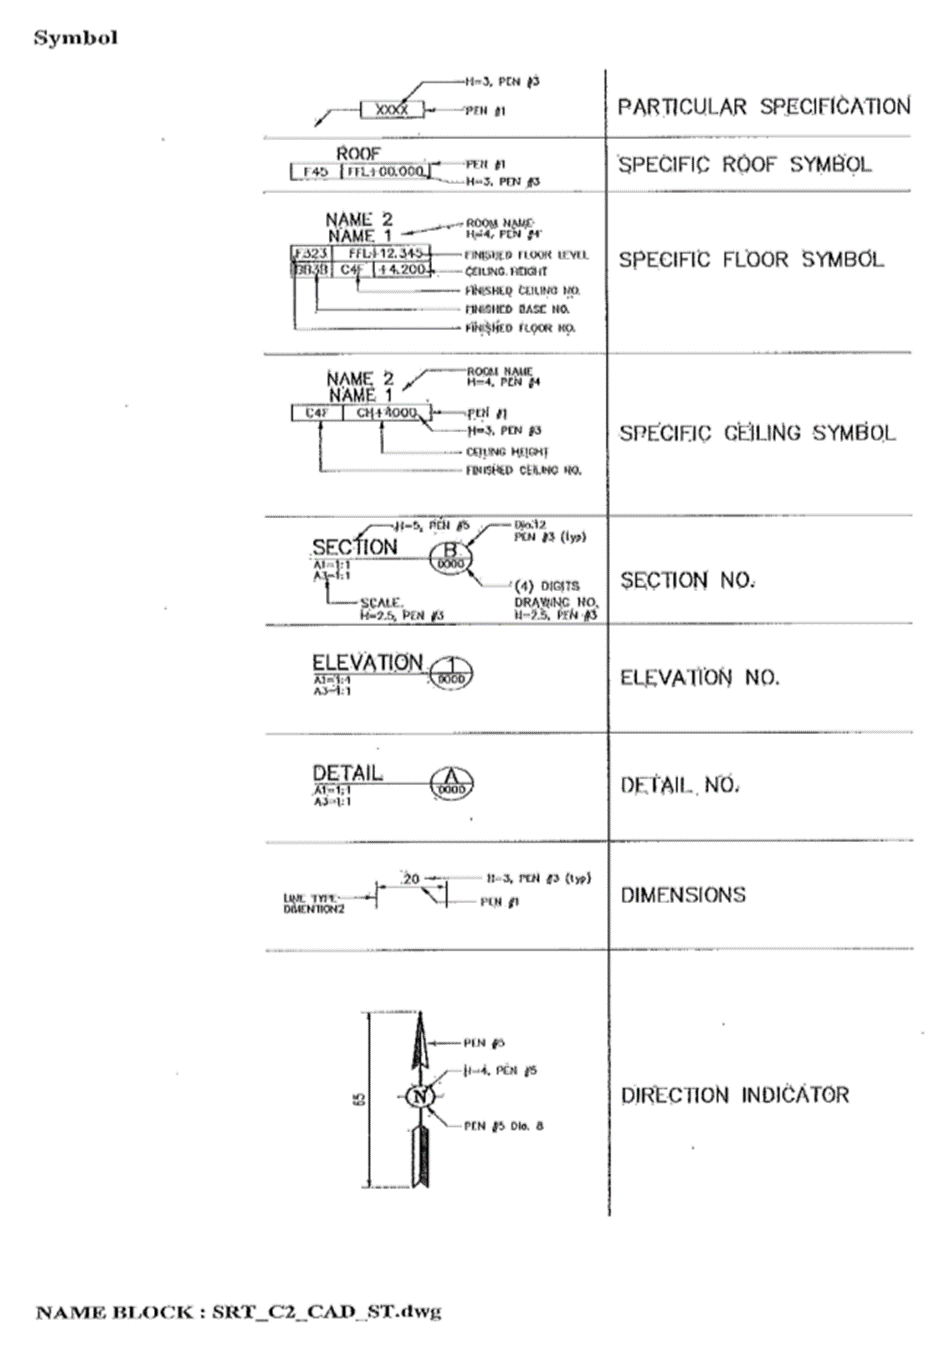 Symbol
H=3, PEN #3
XXXX
PEN #1
PARTICULAR SPECIFICATION
ROOF
F45 FFL+00.000
PEN #1
H=3, PEN #3
SPECIFIC ROOF SYMBOL
NAME 2
NAME 1
ROOM NAME
H=4, PEN #4
F323 FFL+12.345
FINISHED FLOOR LEVEL
BB3B C4F +4.200
CEILING HEIGHT
FINISHED CEILING NO.
FINISHED BASE NO.
FINISHED FLOOR NO.
SPECIFIC FLOOR SYMBOL
NAME 2
NAME 1
ROOM NAME
H=4, PEN #4
C4F CH+4000
PEN #1
H=3, PEN #3
CEILING HEIGHT
FINISHED CEILING NO.
SPECIFIC CEILING SYMBOL
H=5, PEN #5
Dia.12
PEN #3 (typ)
SECTION
B
0000
A1=1:1
A3=1:1
(4) DIGITS
DRAWING NO.
H=2.5, PEN #3
SCALE.
H=2.5, PEN #3
SECTION NO.
ELEVATION
1
0000
A1=1:1
A3=1:1
ELEVATION NO.
DETAIL
A
0000
A1=1:1
A3=1:1
DETAIL NO.
.20
H=3, PEN #3 (typ)
LINE TYPE
DIMENTION2
PEN #1
DIMENSIONS
65
PEN #5
H=4, PEN #5
N
PEN #5 Dia. 8
DIRECTION INDICATOR
NAME BLOCK : SRT_C2_CAD_ST.dwg